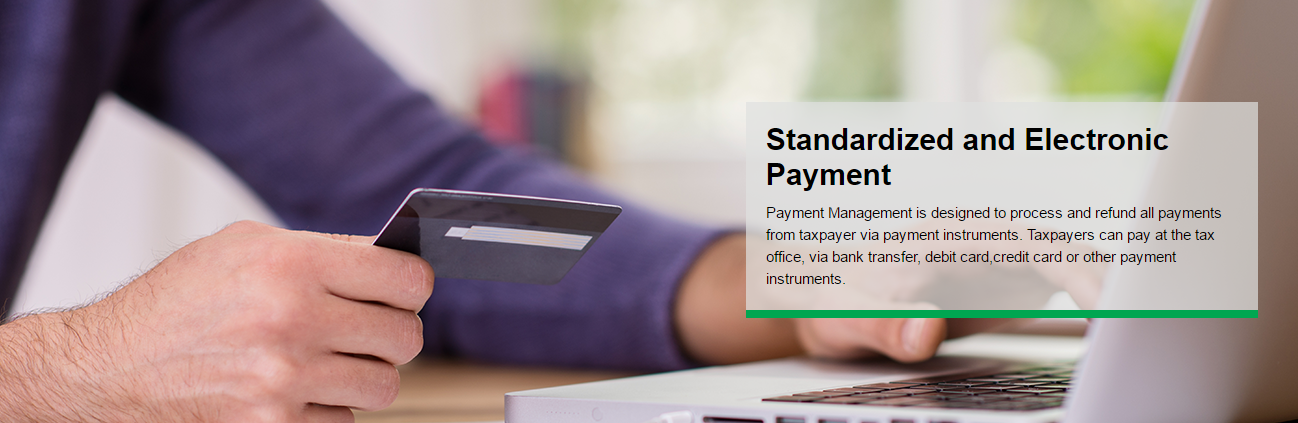 Standardized and Electronic
Payment
Payment Management is designed to process and refund all payments
from taxpayer via payment instruments. Taxpayers can pay at the tax
office, via bank transfer, debit card,credit card or other payment
instruments.